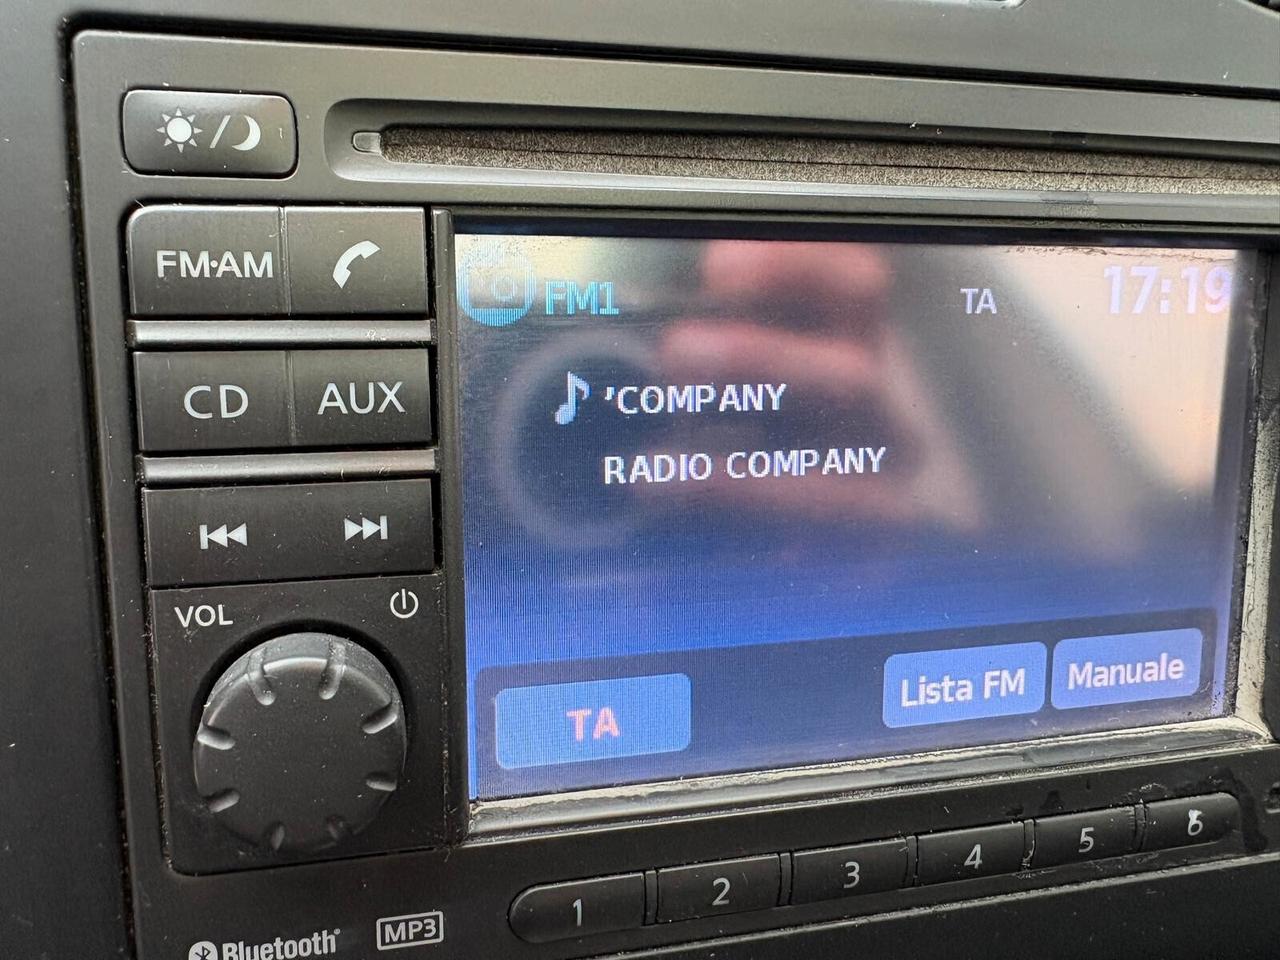 FM·AM
CD
AUX
VOL
FM1
TA
17:19
'COMPANY
RADIO COMPANY
TA
Lista FM
Manuale
1
2
3
4
5
6
Bluetooth®
MP3